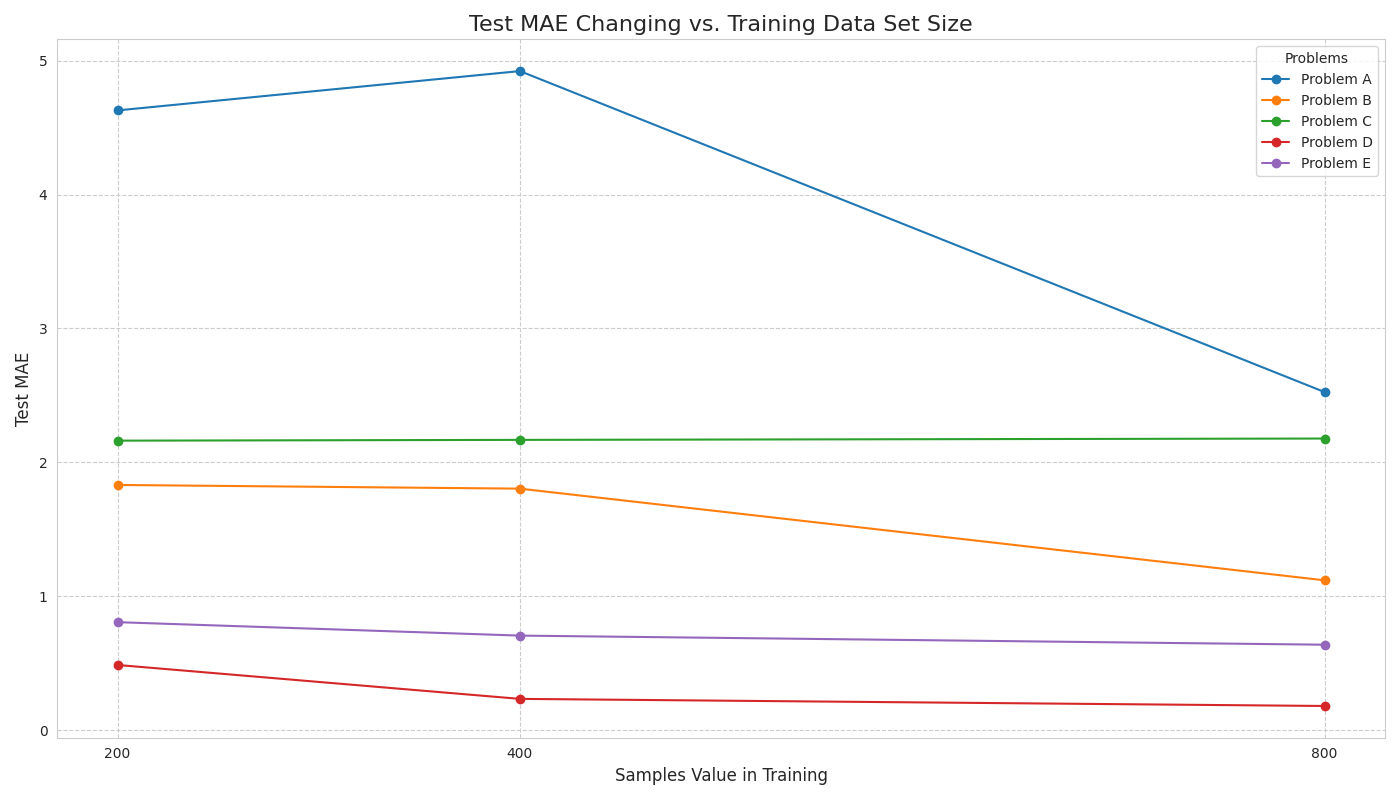 Test MAE Changing vs. Training Data Set Size
Problems
Problem A
Problem B
Problem C
Problem D
Problem E
Test MAE
5
4
3
2
1
0
200
400
800
Samples Value in Training